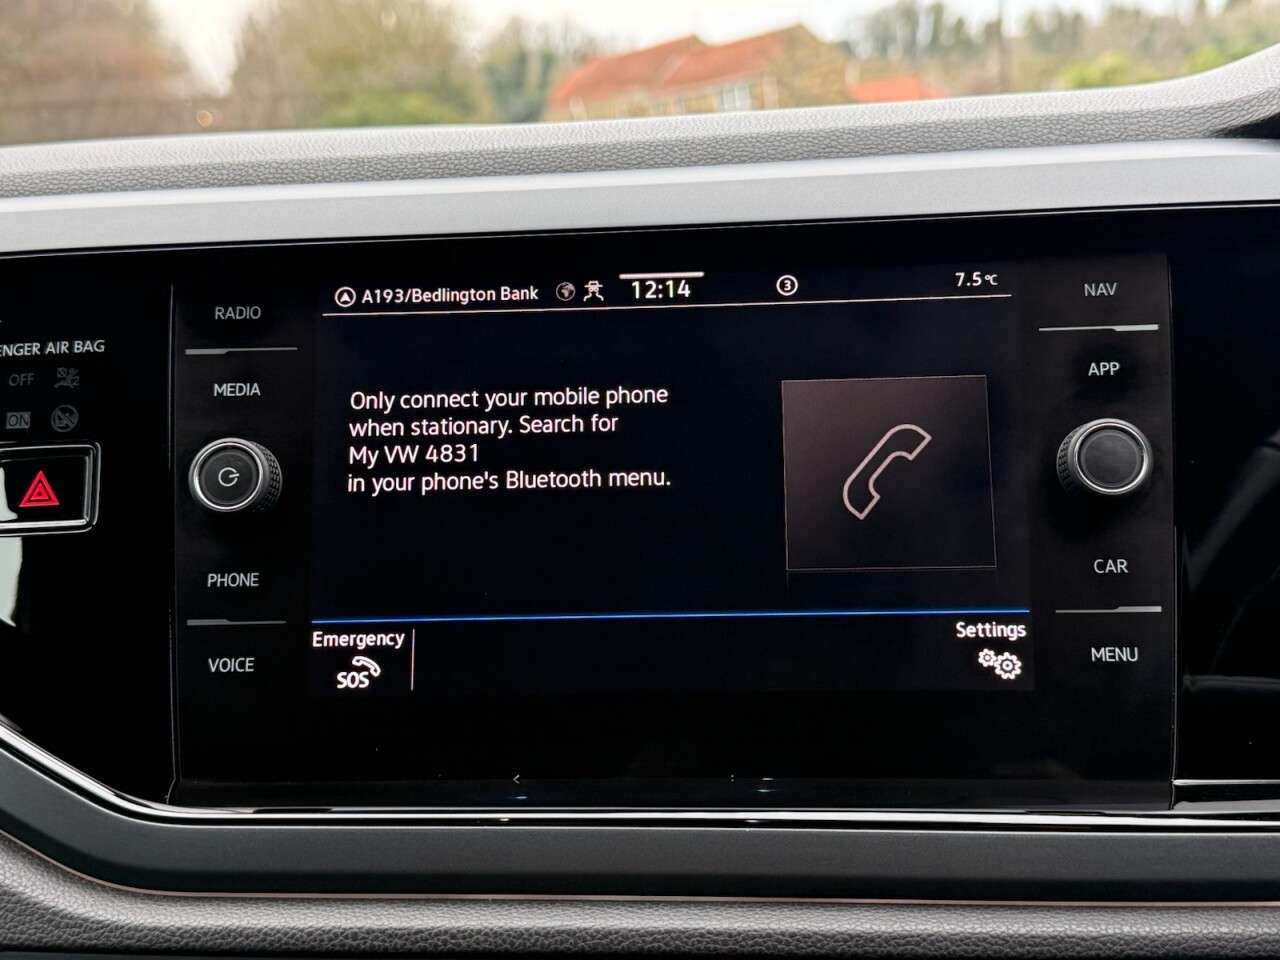 A193/Bedlington Bank 12:14 3 7.5°C
RADIO
MEDIA
PHONE
VOICE
NAV
APP
CAR
MENU
ENGER AIR BAG
OFF
ON
Only connect your mobile phone
when stationary. Search for
My VW 4831
in your phone's Bluetooth menu.
Emergency
SOS
Settings